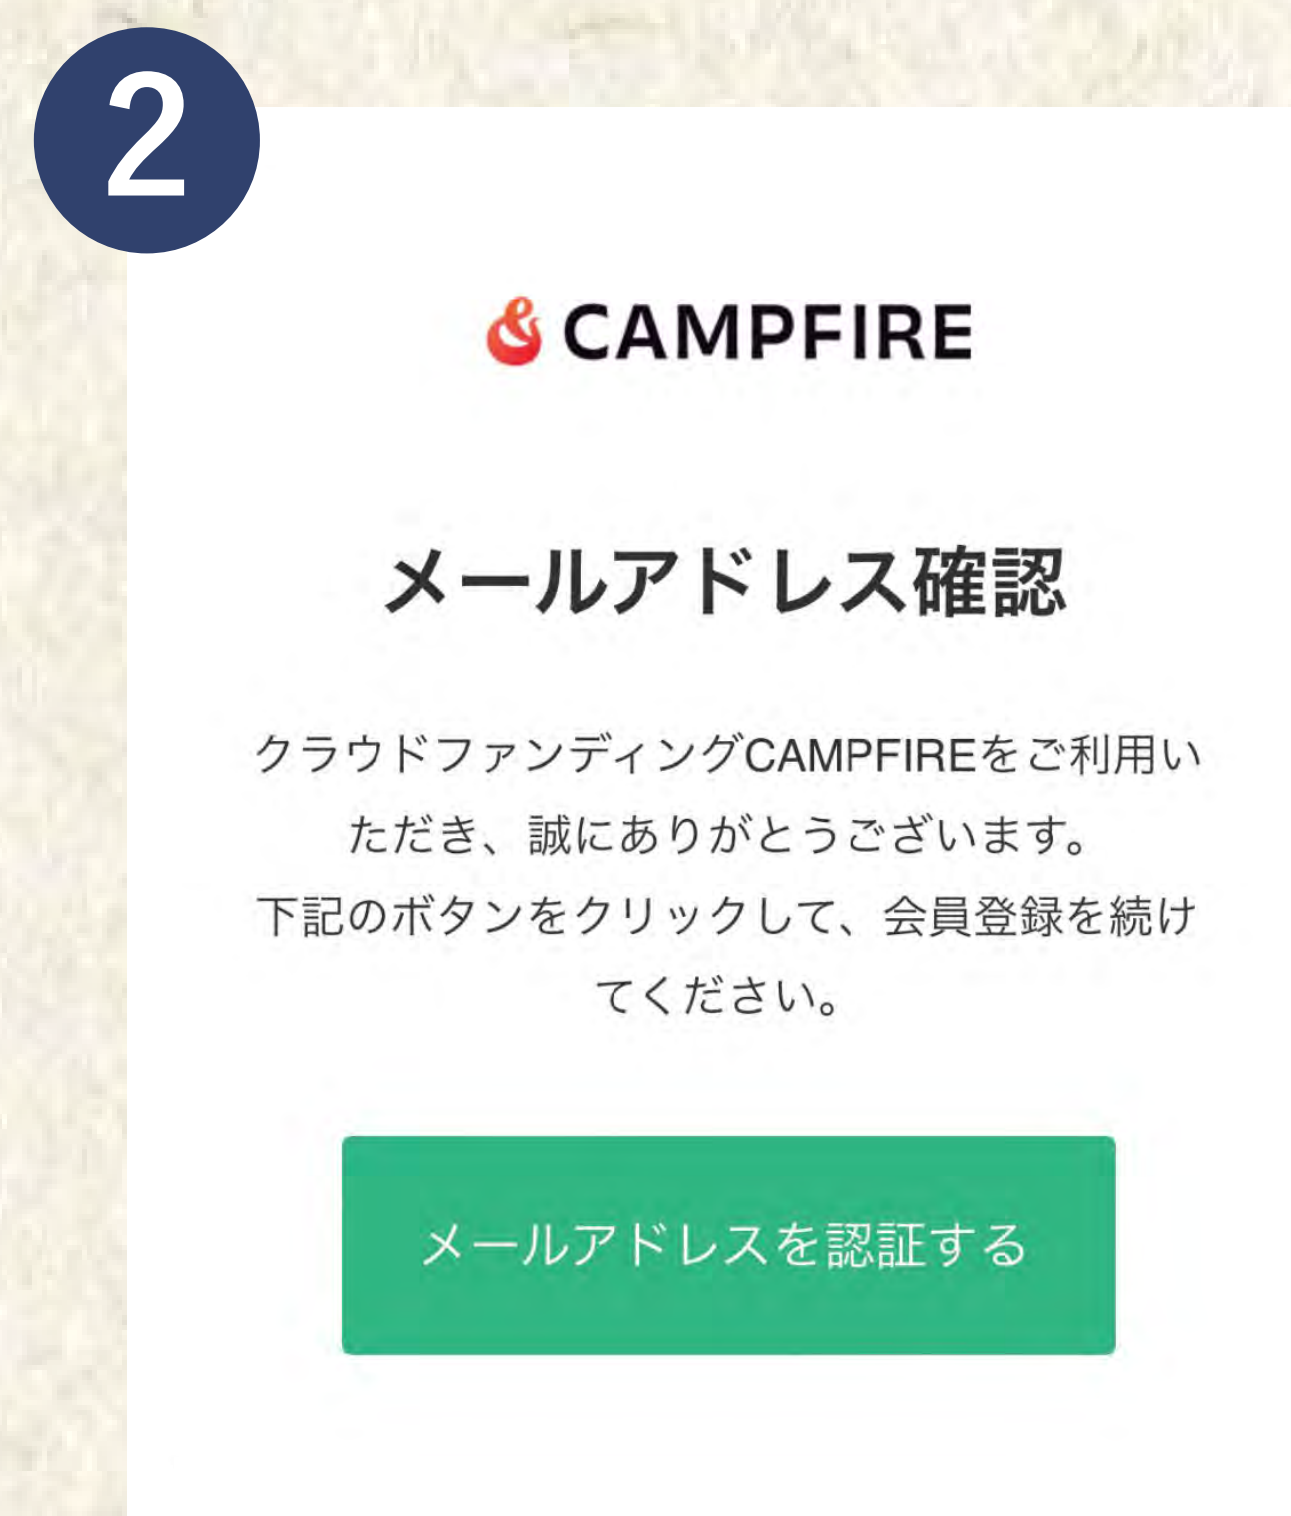 2
CAMPFIRE
メールアドレス確認
クラウドファンディングCAMPFIREをご利用い
ただき、誠にありがとうございます。
下記のボタンをクリックして、会員登録を続け
てください。
メールアドレスを認証する